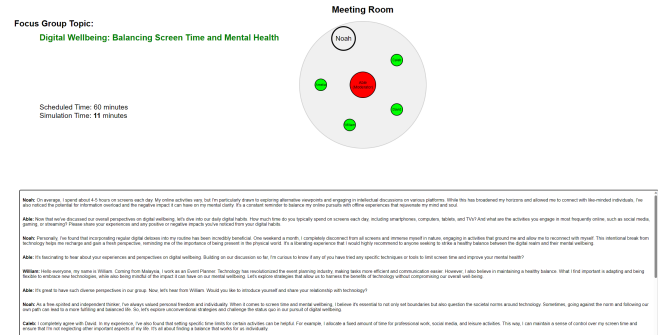 Meeting Room
Focus Group Topic:
Digital Wellbeing: Balancing Screen Time and Mental Health
Noah
Scheduled Time: 60 minutes
Simulation Time: 11 minutes
Noah: On average, I spend about 4-5 hours on screens each day. My online activities vary, but I'm particularly drawn to exploring alternative viewpoints and engaging in intellectual discussions on various platforms. While this has broadened my horizons and allowed me to connect with like-minded individuals, I've
also noticed the potential for information overload and the negative impact it can have on my mental clarity. It's a constant reminder to balance my online pursuits with offline experiences that rejuvenate my mind and soul.
Able: Now that we've discussed our overall perspectives on digital wellbeing, let's dive into our daily digital habits. How much time do you typically spend on screens each day, including smartphones, computers, tablets, and TVs? And what are the activities you engage in most frequently online, such as social media,
gaming, or streaming? Please share your experiences and any positive or negative impacts you've noticed from your digital habits.
Noah: Personally, I've found that incorporating regular digital detoxes into my routine has been incredibly beneficial. One weekend a month, I completely disconnect from all screens and immerse myself in nature, engaging in activities that ground me and allow me to reconnect with myself. This intentional break from
technology helps me recharge and gain a fresh perspective, reminding me of the importance of being present in the physical world. It's a liberating experience that I would highly recommend to anyone seeking to strike a healthy balance between the digital realm and their mental wellbeing.
Able: It's fascinating to hear about your experiences and perspectives on digital wellbeing. Building on our discussion so far, I'm curious to know if any of you have tried any specific techniques or tools to limit screen time and improve your mental health?
William: Hello everyone, my name is William. Coming from Malaysia, I work as an Event Planner. Technology has revolutionized the event planning industry, making tasks more efficient and communication easier. However, I also believe in maintaining a healthy balance. What I find important is adapting and being
flexible to embrace new technologies, while also being mindful of the impact it can have on our mental wellbeing. Let's explore strategies that allow us to harness the benefits of technology without compromising our overall well-being.
Able: It's great to have such diverse perspectives in our group. Now, let's hear from William. Would you like to introduce yourself and share your relationship with technology?
Noah: As a free spirited and independent thinker, I've always valued personal freedom and individuality. When it comes to screen time and mental wellbeing, I believe it's essential to not only set boundaries but also question the societal norms around technology. Sometimes, going against the norm and following our
own path can lead to a more fulfilling and balanced life. So, let's explore unconventional strategies and challenge the status quo in our pursuit of digital wellbeing.
Caleb: I completely agree with David. In my experience, I've also found that setting specific time limits for certain activities can be helpful. For example, I allocate a fixed amount of time for professional work, social media, and leisure activities. This way, I can maintain a sense of control over my screen time and
ensure that I'm not neglecting other important aspects of my life. It's all about finding a balance that works for us individually.